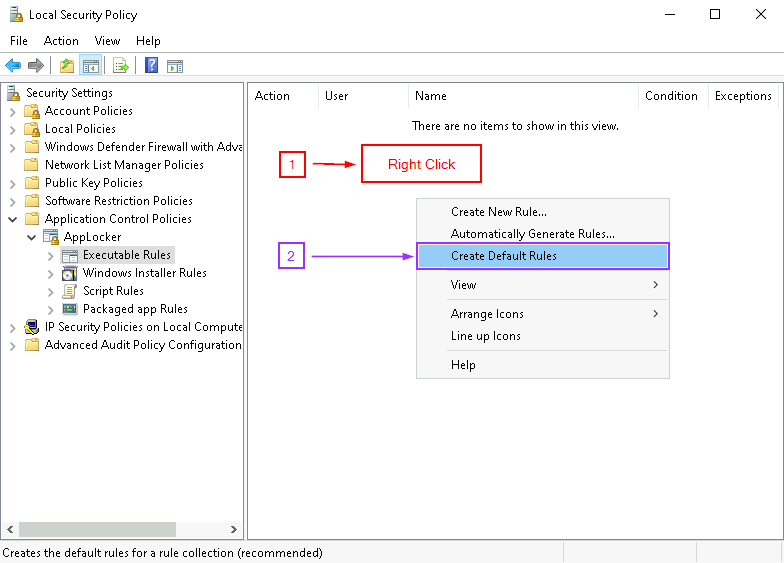 Local Security Policy
File Action View Help
Security Settings
Account Policies
Local Policies
Windows Defender Firewall with Adva
Network List Manager Policies
Public Key Policies
Software Restriction Policies
Application Control Policies
AppLocker
Executable Rules
Windows Installer Rules
Script Rules
Packaged app Rules
IP Security Policies on Local Compute
Advanced Audit Policy Configuration
Action User Name Condition Exceptions
There are no items to show in this view.
1 Right Click
Create New Rule...
Automatically Generate Rules...
2 Create Default Rules
View
Arrange Icons
Line up Icons
Help
Creates the default rules for a rule collection (recommended)